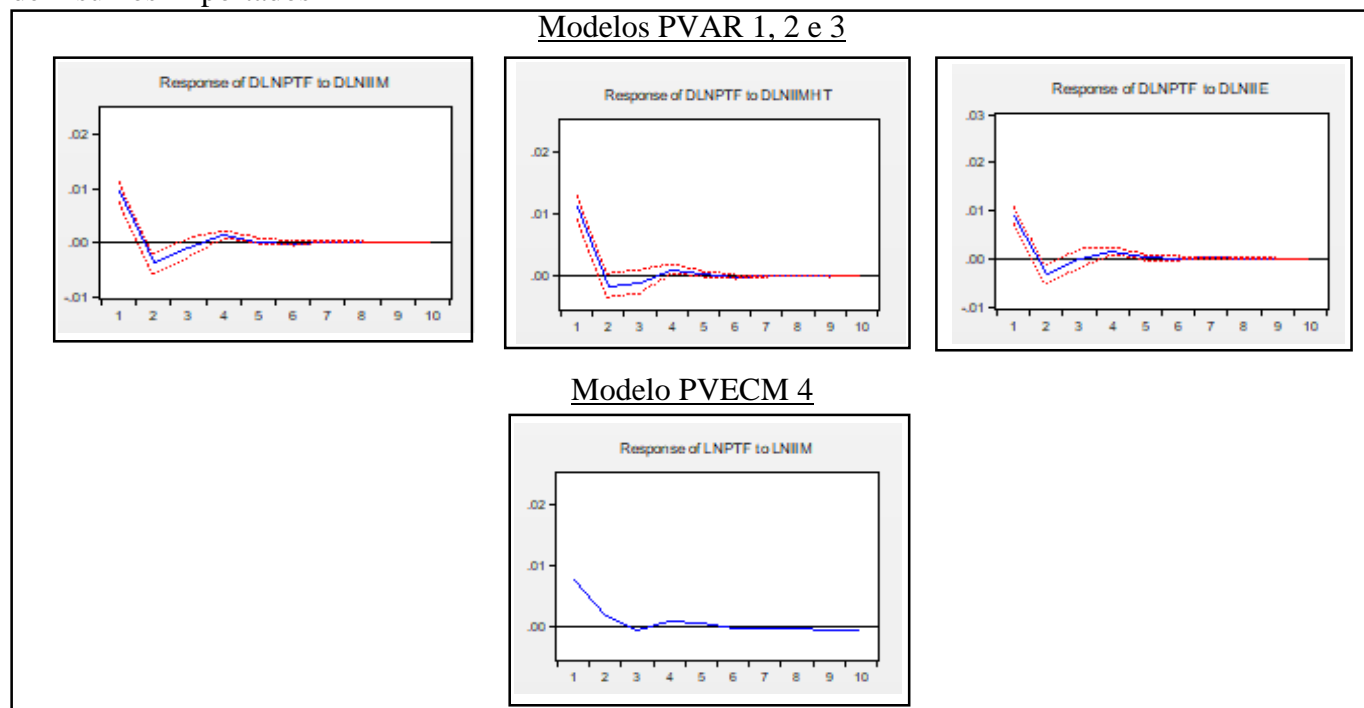 Modelos PVAR 1, 2 e 3
Response of DLNPTF to DLNIIM
.02
.01
.00
-.01
1 2 3 4 5 6 7 8 9 10
Response of DLNPTF to DLNIIMHT
.02
.01
.00
1 2 3 4 5 6 7 8 9 10
Response of DLNPTF to DLNIIE
.03
.02
.01
.00
-.01
1 2 3 4 5 6 7 8 9 10
Modelo PVECM 4
Response of LNPTF to LNIIM
.02
.01
.00
1 2 3 4 5 6 7 8 9 10